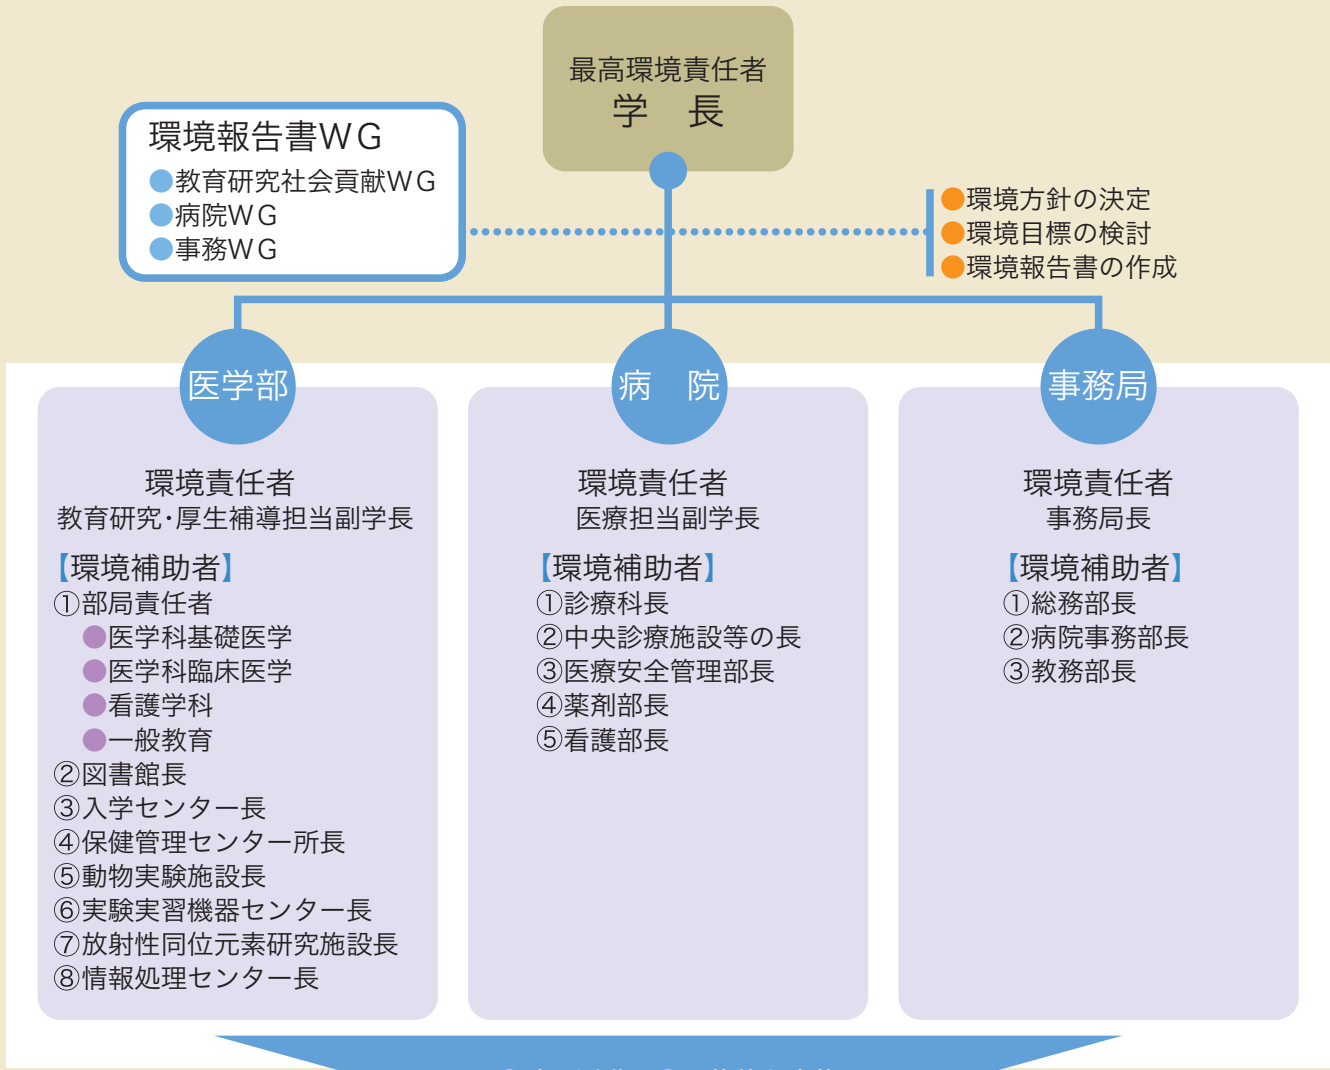 最高環境責任者
学　長
環境報告書ＷＧ
●教育研究社会貢献ＷＧ
●病院ＷＧ
●事務ＷＧ
●環境方針の決定
●環境目標の検討
●環境報告書の作成
医学部
環境責任者
教育研究・厚生補導担当副学長
【環境補助者】
①部局責任者
●医学科基礎医学
●医学科臨床医学
●看護学科
●一般教育
②図書館長
③入学センター長
④保健管理センター所長
⑤動物実験施設長
⑥実験実習機器センター長
⑦放射性同位元素研究施設長
⑧情報処理センター長
病　院
環境責任者
医療担当副学長
【環境補助者】
①診療科長
②中央診療施設等の長
③医療安全管理部長
④薬剤部長
⑤看護部長
事務局
環境責任者
事務局長
【環境補助者】
①総務部長
②病院事務部長
③教務部長